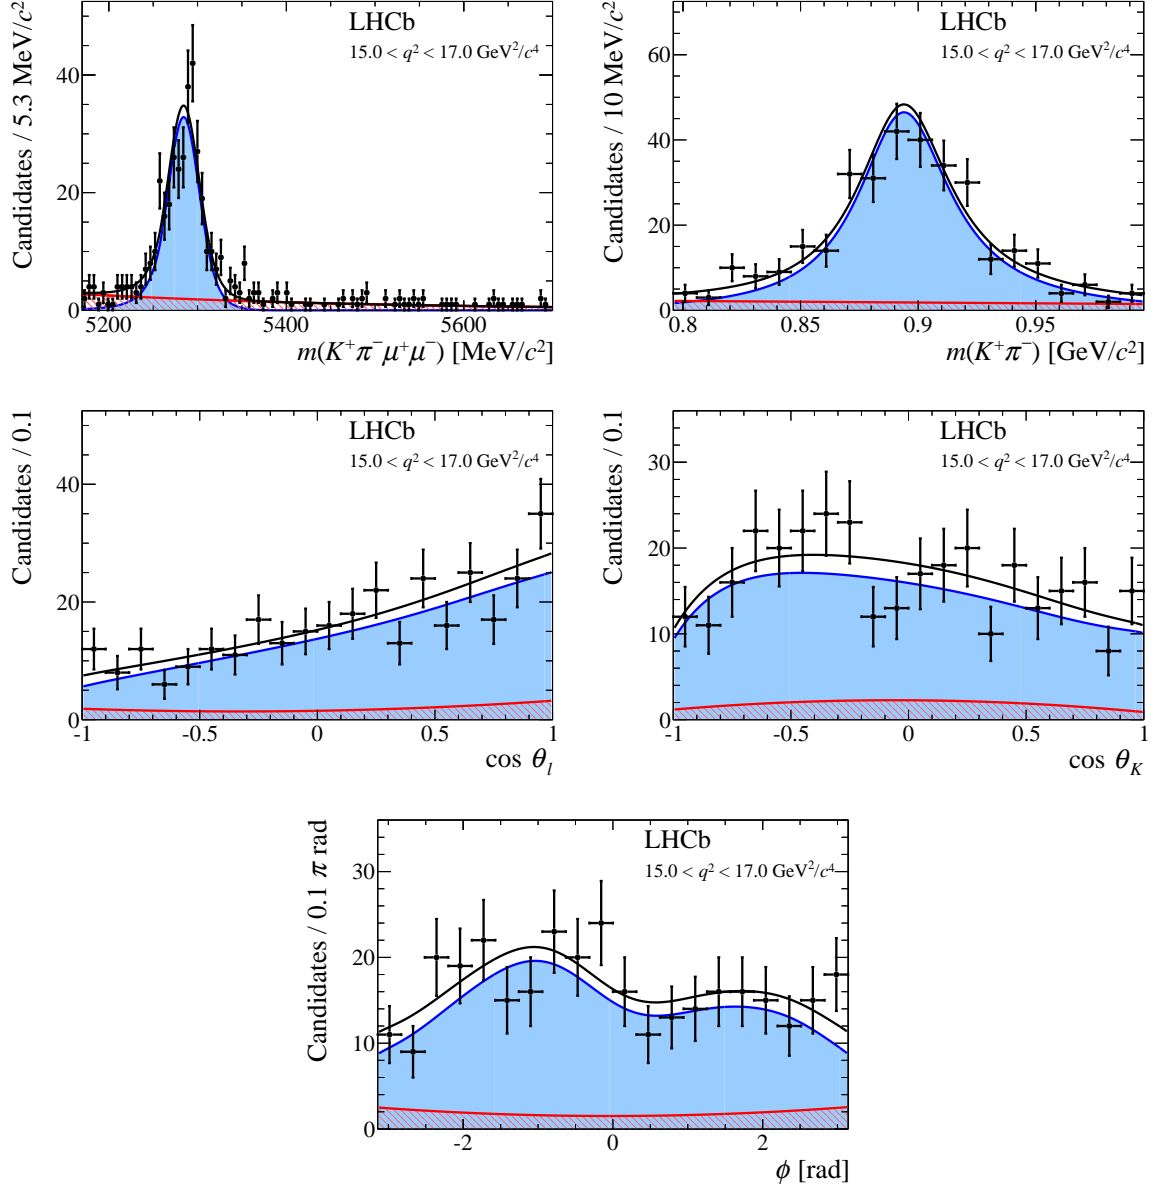 Candidates / 5.3 MeV/c²
LHCb
15.0 < q² < 17.0 GeV²/c⁴
40
20
0
5200
5400
5600
m(K⁺π⁻μ⁺μ⁻) [MeV/c²]
Candidates / 10 MeV/c²
LHCb
15.0 < q² < 17.0 GeV²/c⁴
60
40
20
0
0.8
0.85
0.9
0.95
m(K⁺π⁻) [GeV/c²]
Candidates / 0.1
LHCb
15.0 < q² < 17.0 GeV²/c⁴
40
20
0
-1
-0.5
0
0.5
1
cos θₗ
Candidates / 0.1
LHCb
15.0 < q² < 17.0 GeV²/c⁴
30
20
10
0
-1
-0.5
0
0.5
1
cos θ_K
Candidates / 0.1 π rad
LHCb
15.0 < q² < 17.0 GeV²/c⁴
30
20
10
0
-2
0
2
ϕ [rad]